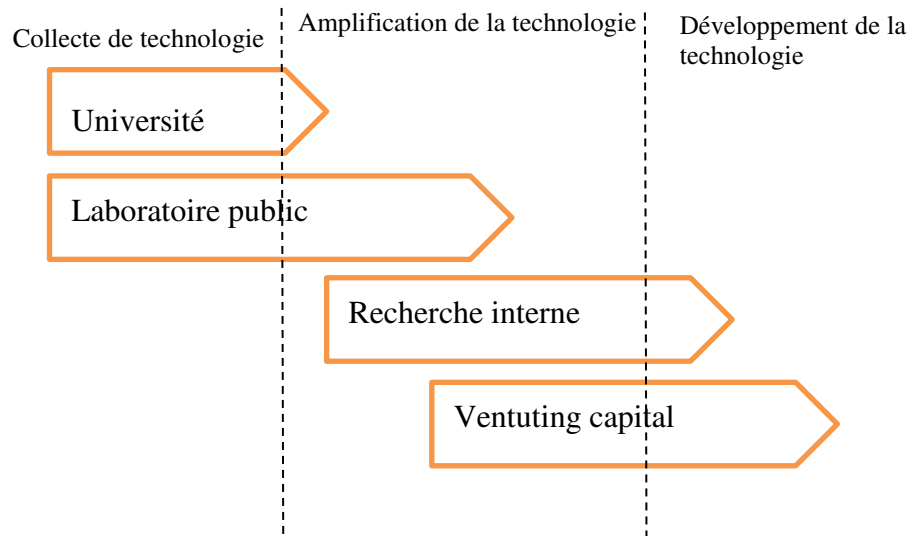 Collecte de technologie
Amplification de la technologie
Développement de la
technologie
Université
Laboratoire public
Recherche interne
Ventuting capital